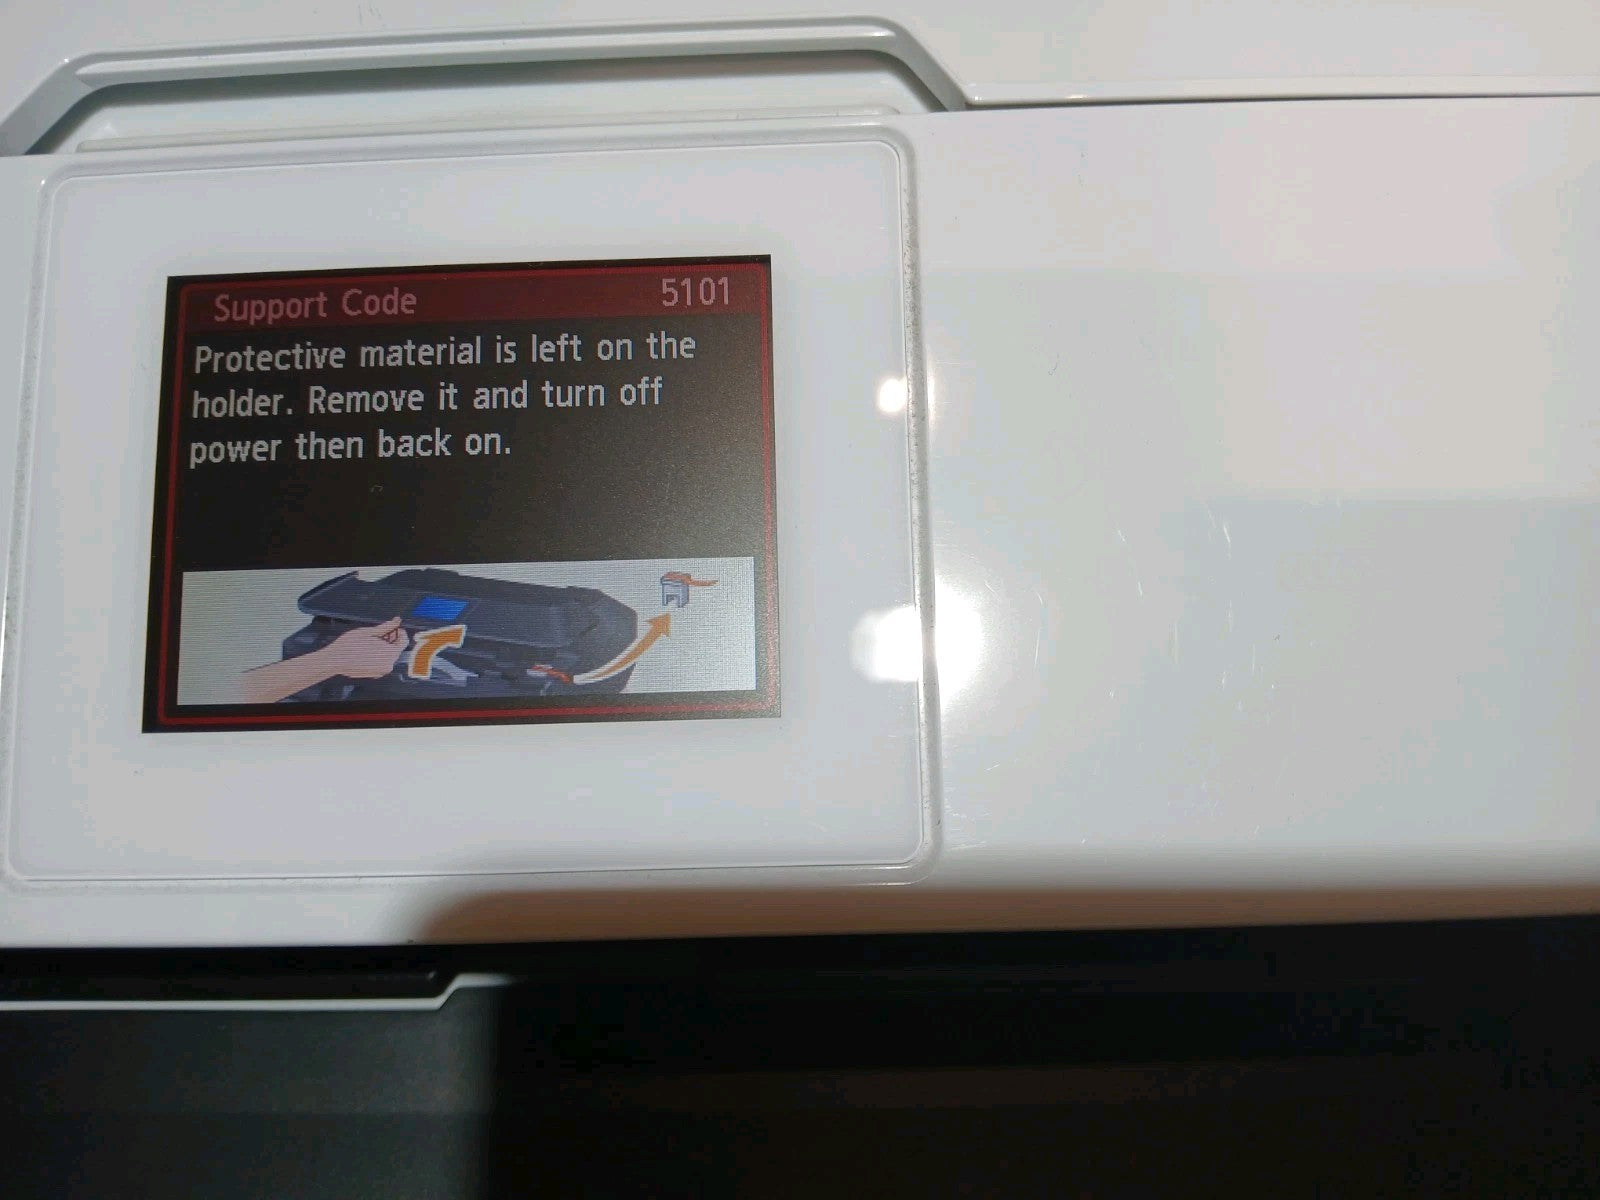 Support Code 5101
Protective material is left on the
holder. Remove it and turn off
power then back on.